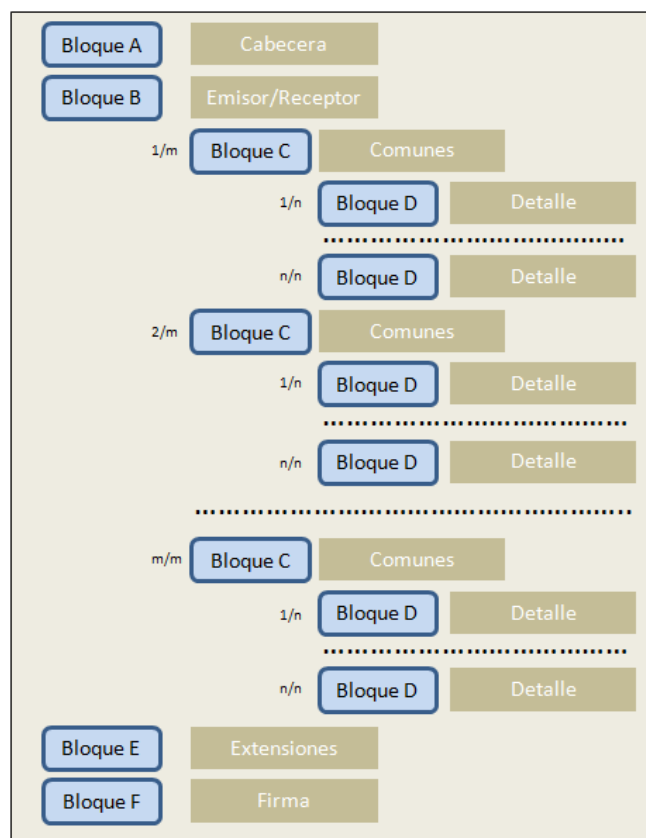 Bloque A Cabecera
Bloque B Emisor/Receptor
1/m Bloque C Comunes
1/n Bloque D Detalle
n/n Bloque D Detalle
2/m Bloque C Comunes
1/n Bloque D Detalle
n/n Bloque D Detalle
m/m Bloque C Comunes
1/n Bloque D Detalle
n/n Bloque D Detalle
Bloque E Extensiones
Bloque F Firma